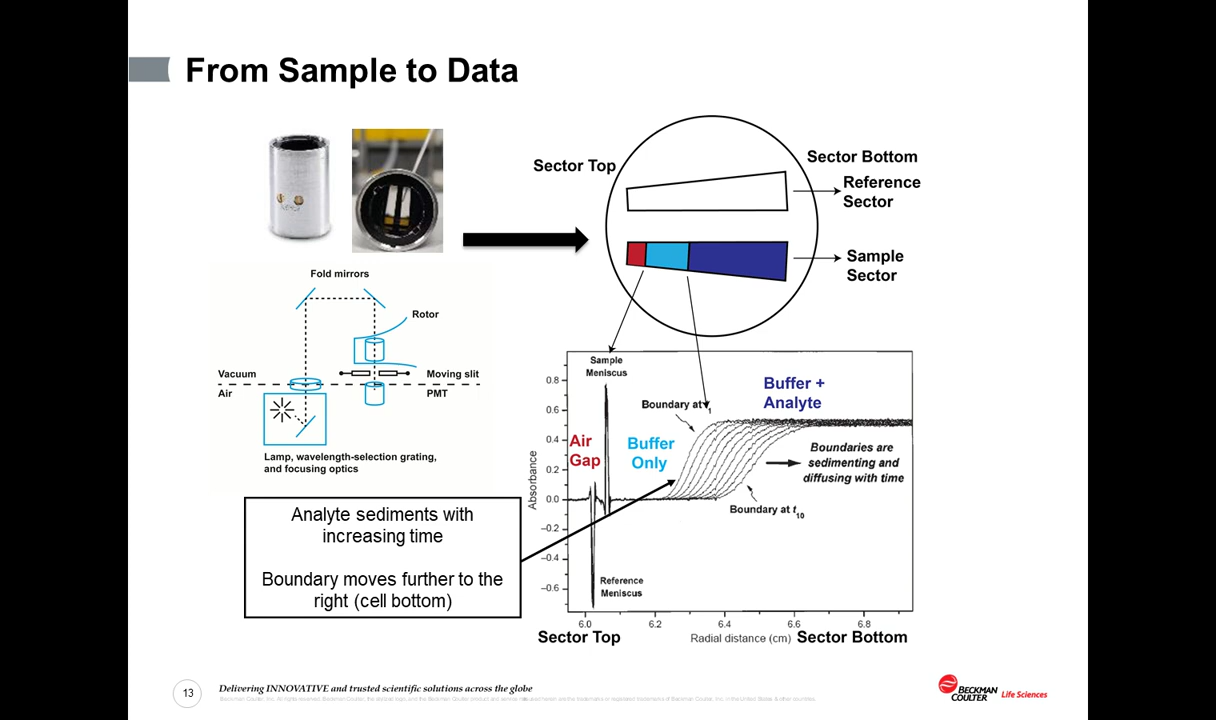 From Sample to Data
Sector Top
Sector Bottom
Reference
Sector
Sample
Sector
Fold mirrors
Rotor
Vacuum
Air
Moving slit
PMT
Lamp, wavelength-selection grating,
and focusing optics
Analyte sediments with
increasing time
Boundary moves further to the
right (cell bottom)
Sample
Meniscus
Boundary at t1
Buffer +
Analyte
Air
Gap
Buffer
Only
Boundaries are
sedimenting and
diffusing with time
Boundary at t10
Reference
Meniscus
Absorbance
0.8
0.6
0.4
0.2
0.0
−0.2
−0.4
−0.6
6.0 6.2 6.4 6.6 6.8
Sector Top Radial distance (cm) Sector Bottom
13
Delivering INNOVATIVE and trusted scientific solutions across the globe
BECKMAN
COULTER Life Sciences